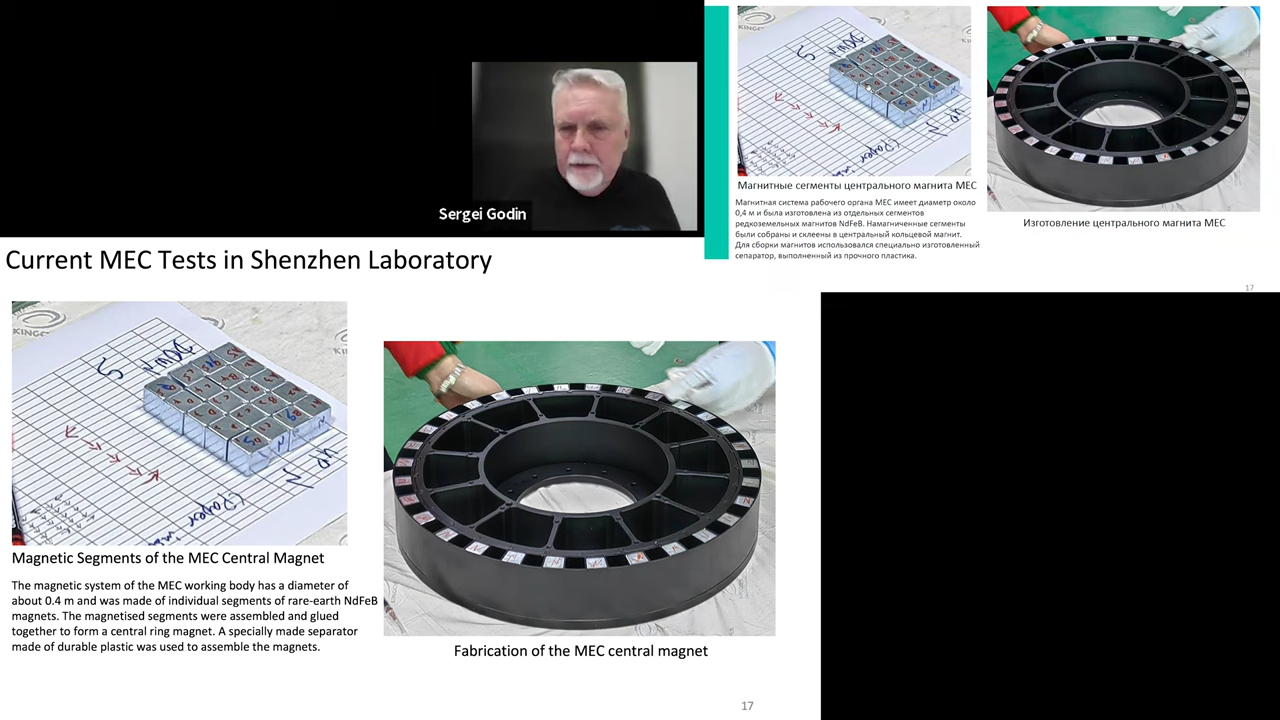 Sergei Godin
Магнитные сегменты центрального магнита МЕС
Магнитная система рабочего органа МЕС имеет диаметр около
0,4 м и была изготовлена из отдельных сегментов
редкоземельных магнитов NdFeB. Намагниченные сегменты
были собраны и склеены в центральный кольцевой магнит.
Для сборки магнитов использовался специально изготовленный
сепаратор, выполненный из прочного пластика.
Изготовление центрального магнита МЕС
17
Current MEC Tests in Shenzhen Laboratory
Magnetic Segments of the MEC Central Magnet
The magnetic system of the MEC working body has a diameter of
about 0.4 m and was made of individual segments of rare-earth NdFeB
magnets. The magnetised segments were assembled and glued
together to form a central ring magnet. A specially made separator
made of durable plastic was used to assemble the magnets.
Fabrication of the MEC central magnet
17